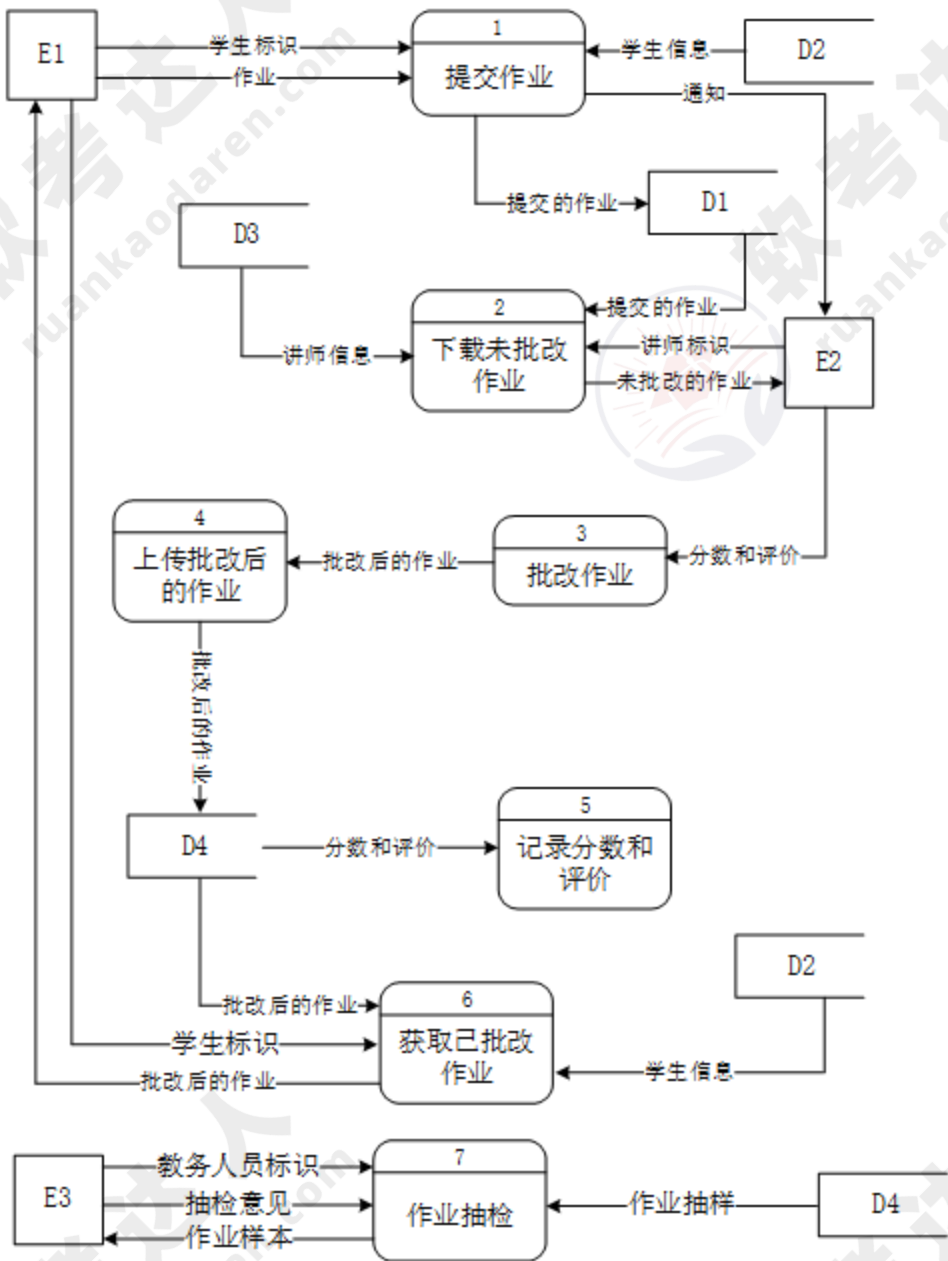 E1
学生标识
作业
1
提交作业
学生信息
D2
通知
提交的作业
D1
D3
讲师信息
2
下载未批改
作业
提交的作业
讲师标识
未批改的作业
E2
4
上传批改后
的作业
批改后的作业
3
批改作业
分数和评价
批改后的作业
D4
分数和评价
5
记录分数和
评价
D2
批改后的作业
学生标识
批改后的作业
6
获取已批改
作业
学生信息
E3
教务人员标识
抽检意见
作业样本
7
作业抽检
作业抽样
D4
软考达人
ruankaodaren.com